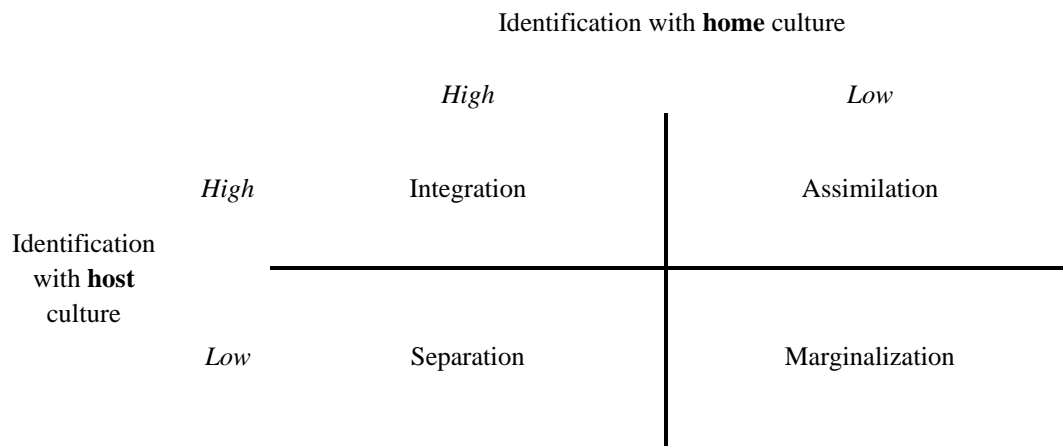 Identification with home culture
High Low
High Integration Assimilation
Identification
with host
culture
Low Separation Marginalization